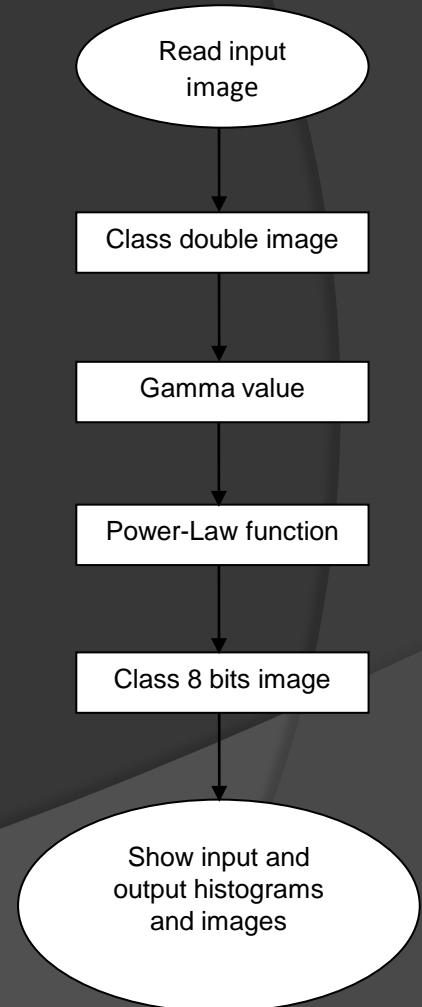 Read input
image
Class double image
Gamma value
Power-Law function
Class 8 bits image
Show input and
output histograms
and images